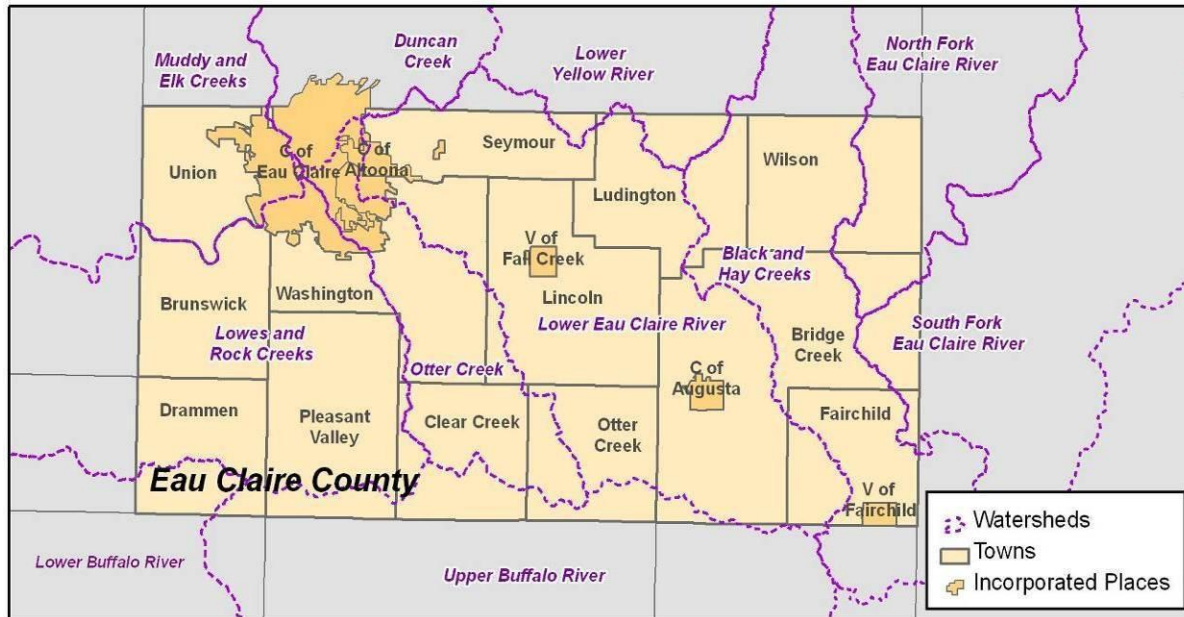 Muddy and
Elk Creeks
Duncan
Creek
Lower
Yellow River
North Fork
Eau Claire River
Union
C of
Eau Claire
C of
Altoona
Seymour
Ludington
Wilson
V of
Fall Creek
Black and
Hay Creeks
Brunswick
Washington
Lincoln
Lowes and
Rock Creeks
Lower Eau Claire River
Bridge
Creek
South Fork
Eau Claire River
Otter Creek
C of
Augusta
Drammen
Pleasant
Valley
Clear Creek
Otter
Creek
Fairchild
Eau Claire County
V of
Fairchild
Lower Buffalo River
Upper Buffalo River
Watersheds
Towns
Incorporated Places